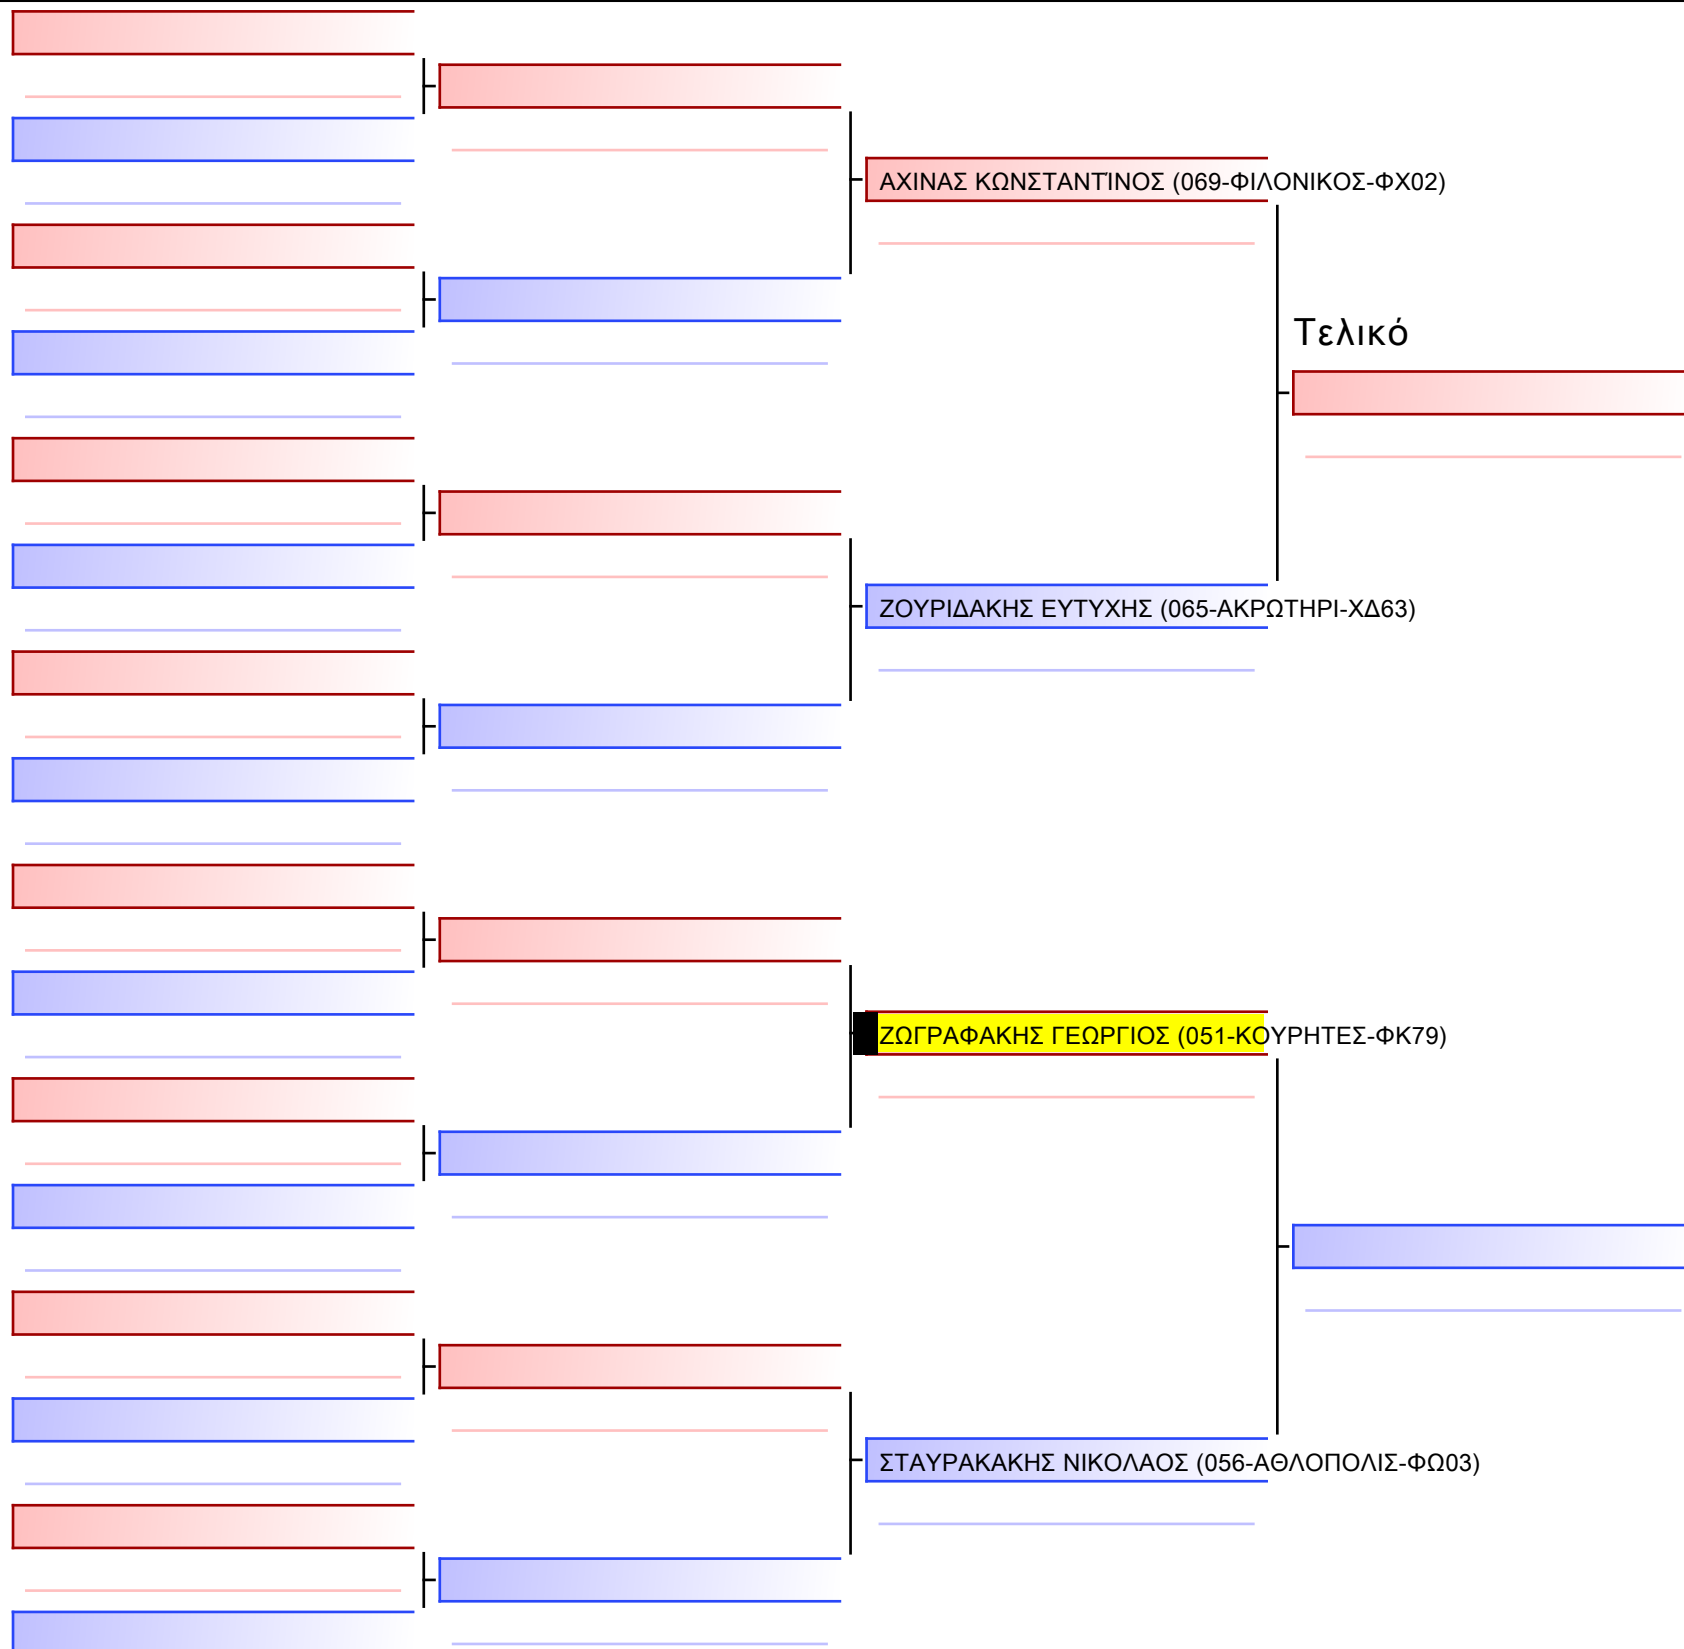 ΑΧΙΝΑΣ ΚΩΝΣΤΑΝΤΊΝΟΣ (069-ΦΙΛΟΝΙΚΟΣ-ΦΧ02)
Τελικό
ΖΟΥΡΙΔΑΚΗΣ ΕΥΤΥΧΗΣ (065-ΑΚΡΩΤΗΡΙ-ΧΔ63)
ΖΩΓΡΑΦΑΚΗΣ ΓΕΩΡΓΙΟΣ (051-ΚΟΥΡΗΤΕΣ-ΦΚ79)
ΣΤΑΥΡΑΚΑΚΗΣ ΝΙΚΟΛΑΟΣ (056-ΑΘΛΟΠΟΛΙΣ-ΦΩ03)